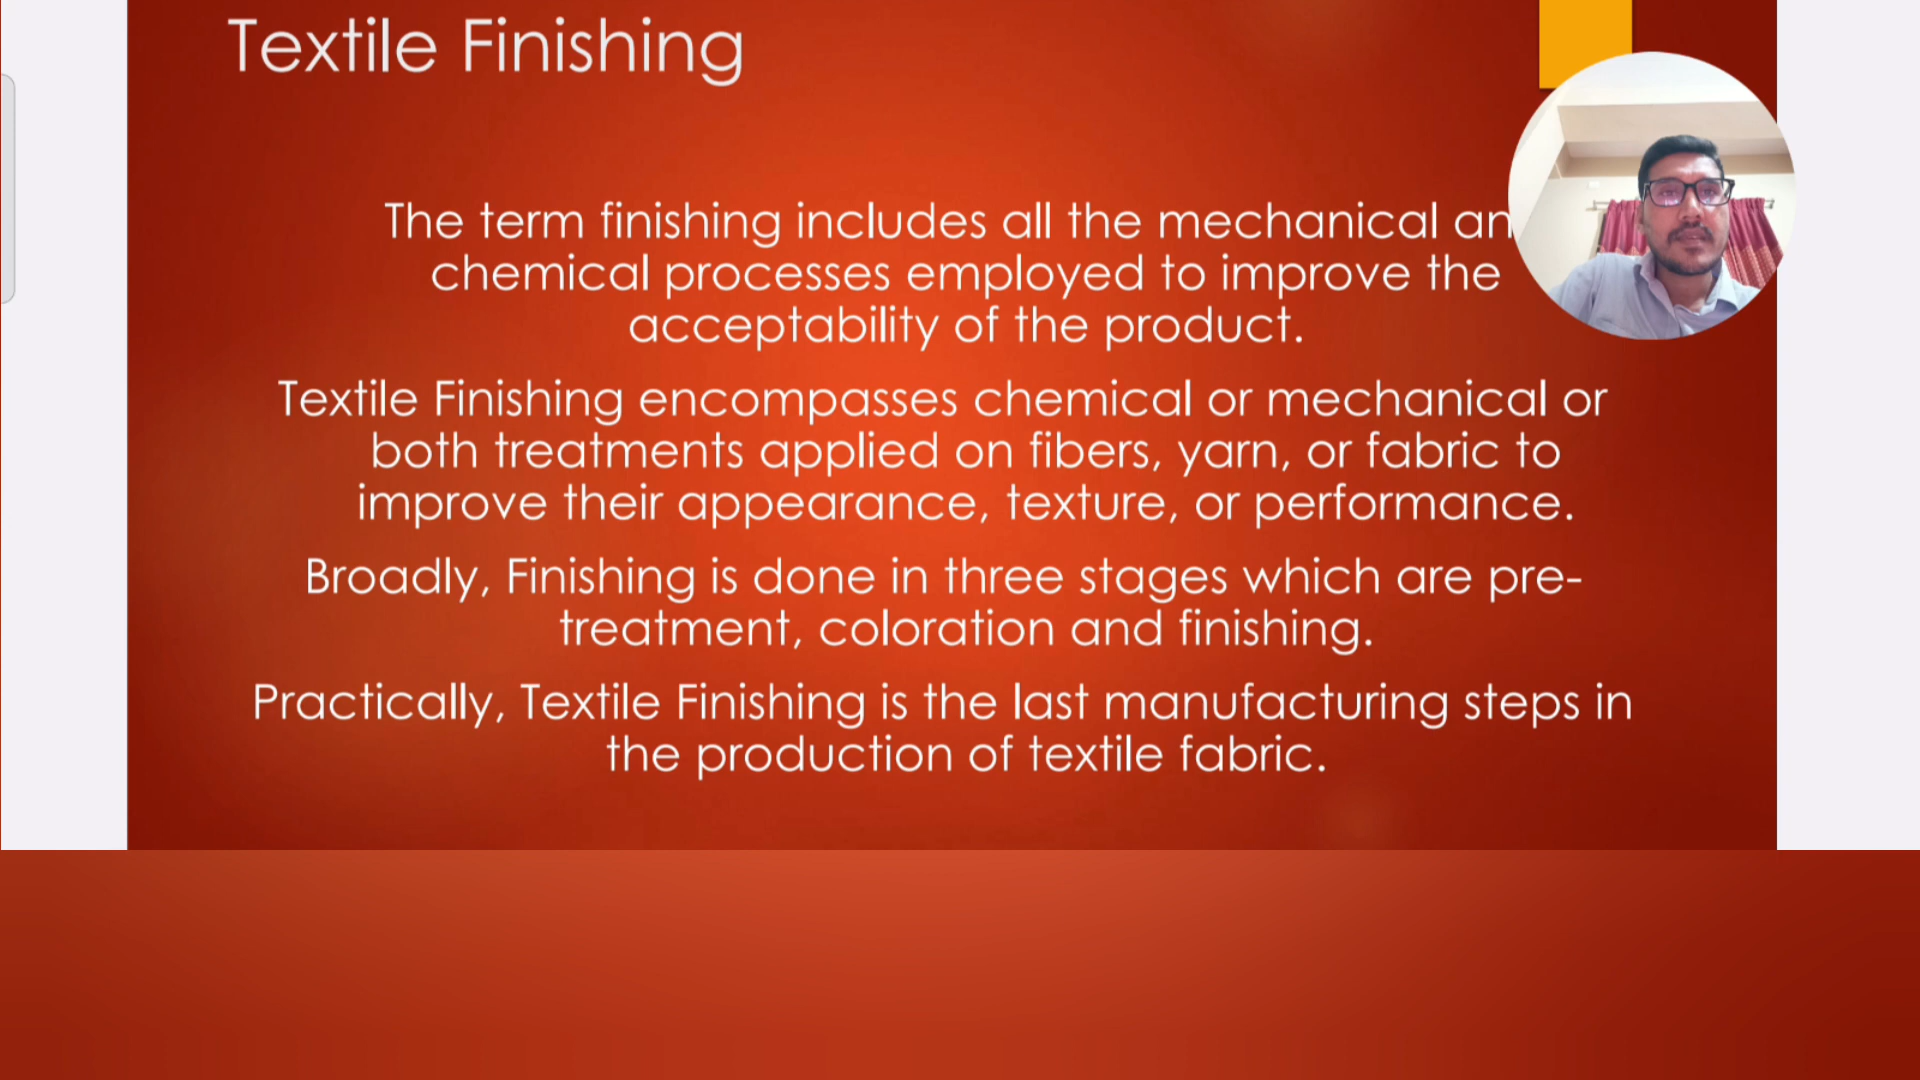 Textile Finishing
The term finishing includes all the mechanical an
chemical processes employed to improve the
acceptability of the product.
Textile Finishing encompasses chemical or mechanical or
both treatments applied on fibers, yarn, or fabric to
improve their appearance, texture, or performance.
Broadly, Finishing is done in three stages which are pre-
treatment, coloration and finishing.
Practically, Textile Finishing is the last manufacturing steps in
the production of textile fabric.